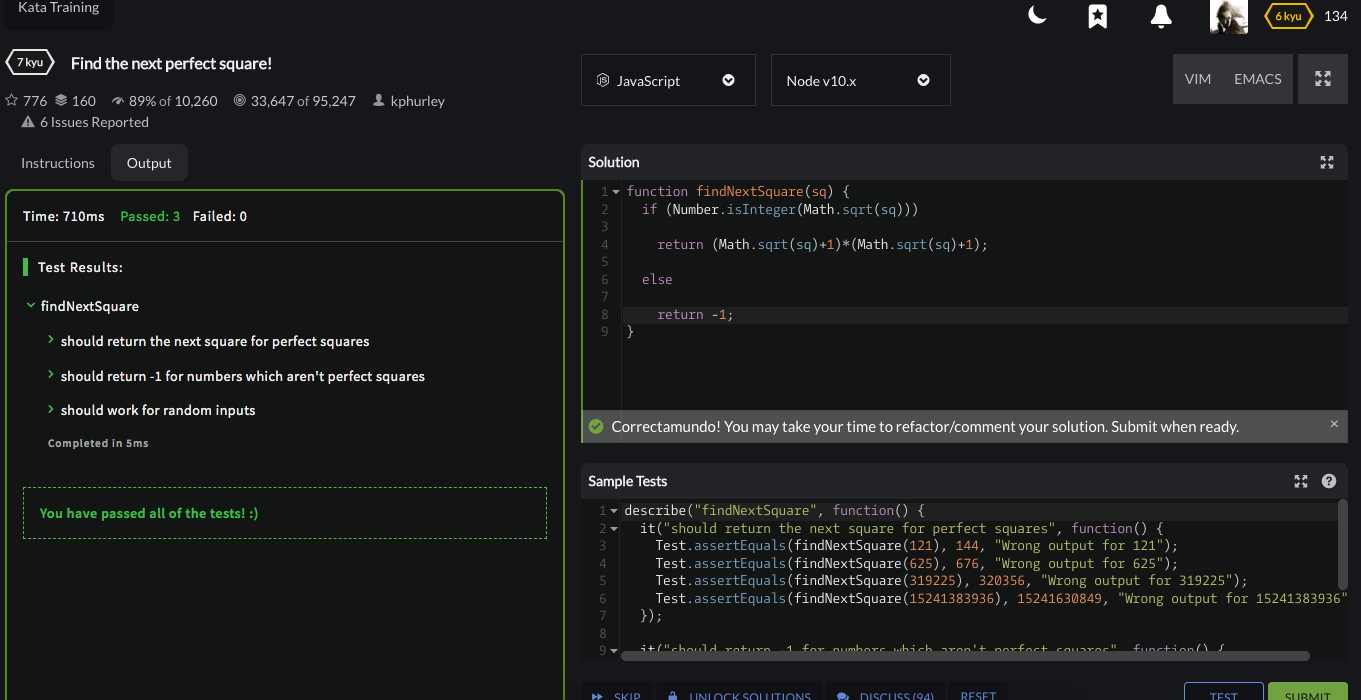 Kata Training
6 kyu
134
7 kyu
Find the next perfect square!
776 160 89% of 10,260 33,647 of 95,247 kphurley
6 Issues Reported
Instructions
Output
Time: 710ms Passed: 3 Failed: 0
Test Results:
findNextSquare
should return the next square for perfect squares
should return -1 for numbers which aren't perfect squares
should work for random inputs
Completed in 5ms
You have passed all of the tests! :)
JavaScript
Node v10.x
VIM
EMACS
Solution
1 function findNextSquare(sq) {
2 if (Number.isInteger(Math.sqrt(sq)))
3
4 return (Math.sqrt(sq)+1)*(Math.sqrt(sq)+1);
5
6 else
7
8 return -1;
9 }
Correctamundo! You may take your time to refactor/comment your solution. Submit when ready.
×
Sample Tests
1 describe("findNextSquare", function() {
2 it("should return the next square for perfect squares", function() {
3 Test.assertEquals(findNextSquare(121), 144, "Wrong output for 121");
4 Test.assertEquals(findNextSquare(625), 676, "Wrong output for 625");
5 Test.assertEquals(findNextSquare(319225), 320356, "Wrong output for 319225");
6 Test.assertEquals(findNextSquare(15241383936), 15241630849, "Wrong output for 15241383936"
7 });
8
9 it("should return -1 for numbers which aren't perfect squares", function() {
SKIP
UNLOCK SOLUTIONS
DISCUSS (94)
RESET
TEST
SUBMIT